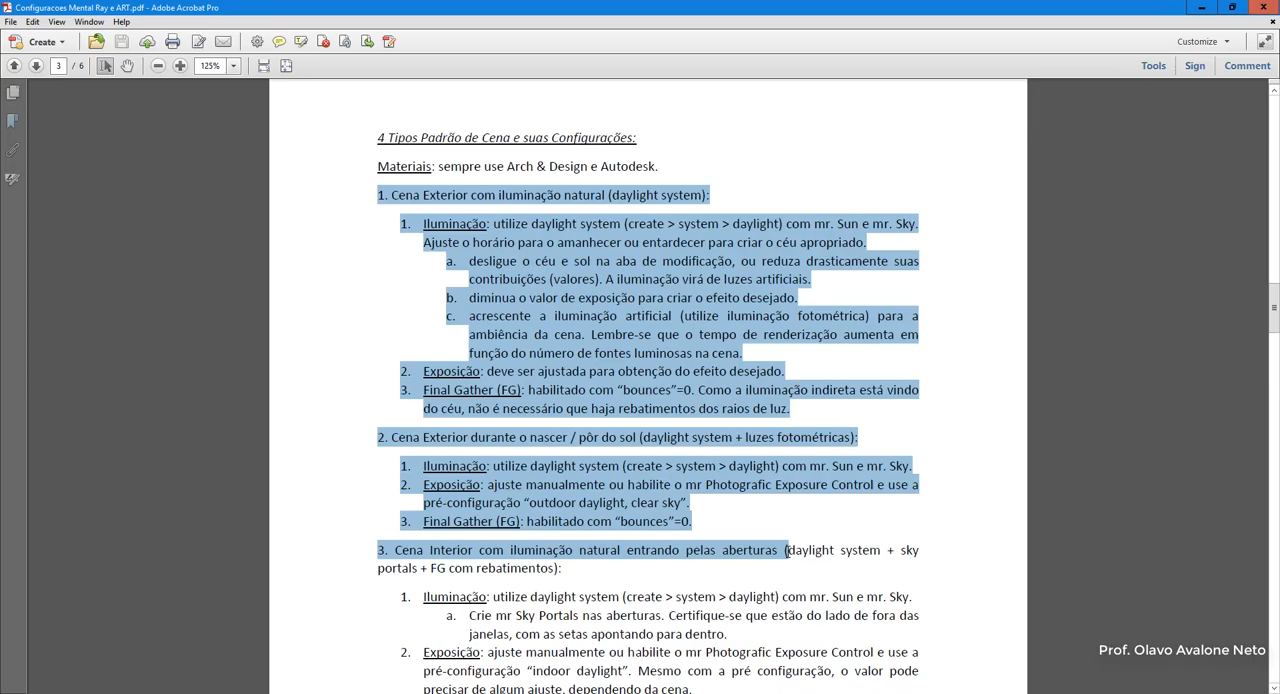 Configuracoes Mental Ray e ART.pdf - Adobe Acrobat Pro
File Edit View Window Help
Create
Customize
3 / 6
125%
Tools Sign Comment
4 Tipos Padrão de Cena e suas Configurações:
Materiais: sempre use Arch & Design e Autodesk.
1. Cena Exterior com iluminação natural (daylight system):
1. Iluminação: utilize daylight system (create > system > daylight) com mr. Sun e mr. Sky.
Ajuste o horário para o amanhecer ou entardecer para criar o céu apropriado.
a. desligue o céu e sol na aba de modificação, ou reduza drasticamente suas
contribuições (valores). A iluminação virá de luzes artificiais.
b. diminua o valor de exposição para criar o efeito desejado.
c. acrescente a iluminação artificial (utilize iluminação fotométrica) para a
ambiência da cena. Lembre-se que o tempo de renderização aumenta em
função do número de fontes luminosas na cena.
2. Exposição: deve ser ajustada para obtenção do efeito desejado.
3. Final Gather (FG): habilitado com “bounces”=0. Como a iluminação indireta está vindo
do céu, não é necessário que haja rebatimentos dos raios de luz.
2. Cena Exterior durante o nascer / pôr do sol (daylight system + luzes fotométricas):
1. Iluminação: utilize daylight system (create > system > daylight) com mr. Sun e mr. Sky.
2. Exposição: ajuste manualmente ou habilite o mr Photografic Exposure Control e use a
pré-configuração “outdoor daylight, clear sky”.
3. Final Gather (FG): habilitado com “bounces”=0.
3. Cena Interior com iluminação natural entrando pelas aberturas (daylight system + sky
portals + FG com rebatimentos):
1. Iluminação: utilize daylight system (create > system > daylight) com mr. Sun e mr. Sky.
a. Crie mr Sky Portals nas aberturas. Certifique-se que estão do lado de fora das
janelas, com as setas apontando para dentro.
2. Exposição: ajuste manualmente ou habilite o mr Photografic Exposure Control e use a
pré-configuração “indoor daylight”. Mesmo com a pré configuração, o valor pode
precisar de algum ajuste, dependendo da cena.
Prof. Olavo Avalone Neto